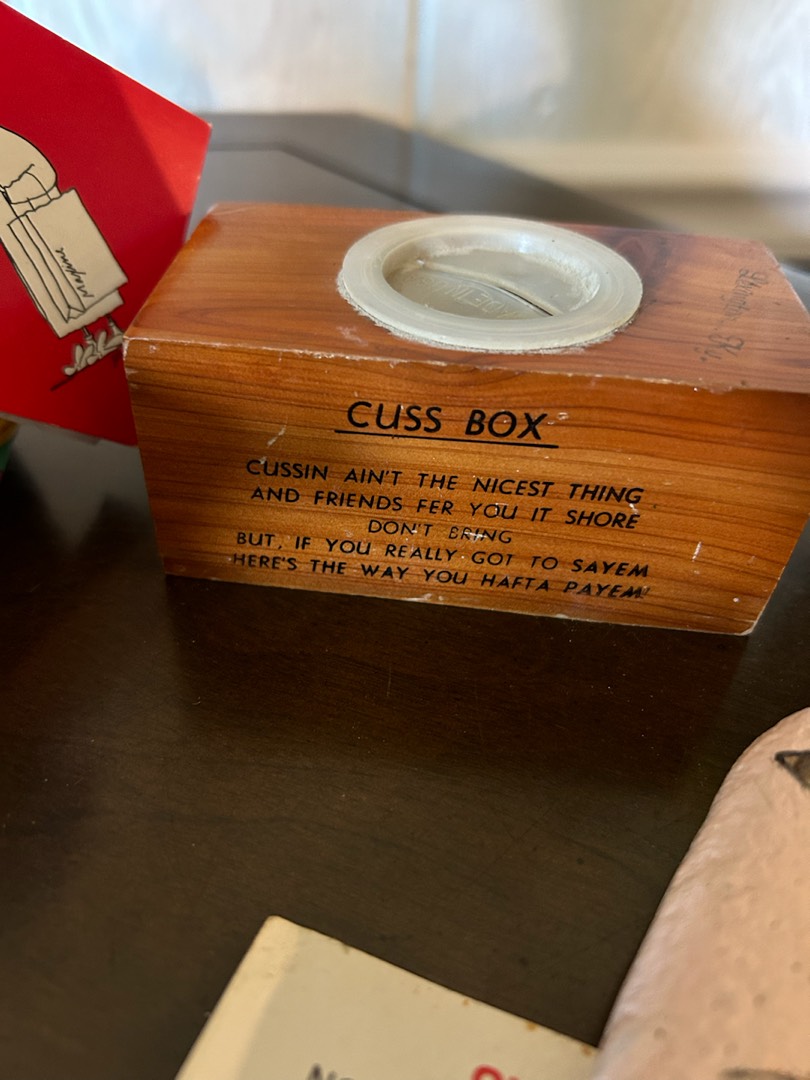 CUSS BOX
CUSSIN AIN'T THE NICEST THING
AND FRIENDS FER YOU IT SHORE
DON'T BRING
BUT, IF YOU REALLY GOT TO SAYEM
HERE'S THE WAY YOU HAFTA PAYEM!